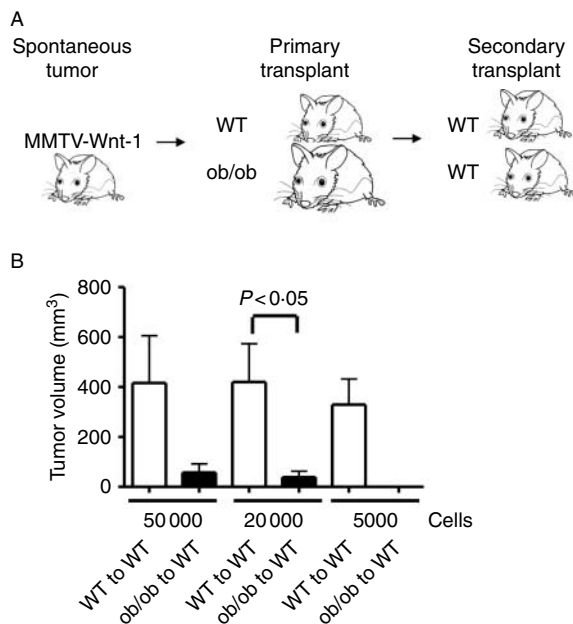 A
Spontaneous
tumor
Primary
transplant
Secondary
transplant
MMTV-Wnt-1
WT
ob/ob
WT
WT
B
Tumor volume (mm³)
800
600
400
200
0
P<0·05
50 000
20 000
5000
Cells
WT to WT
ob/ob to WT
WT to WT
ob/ob to WT
WT to WT
ob/ob to WT